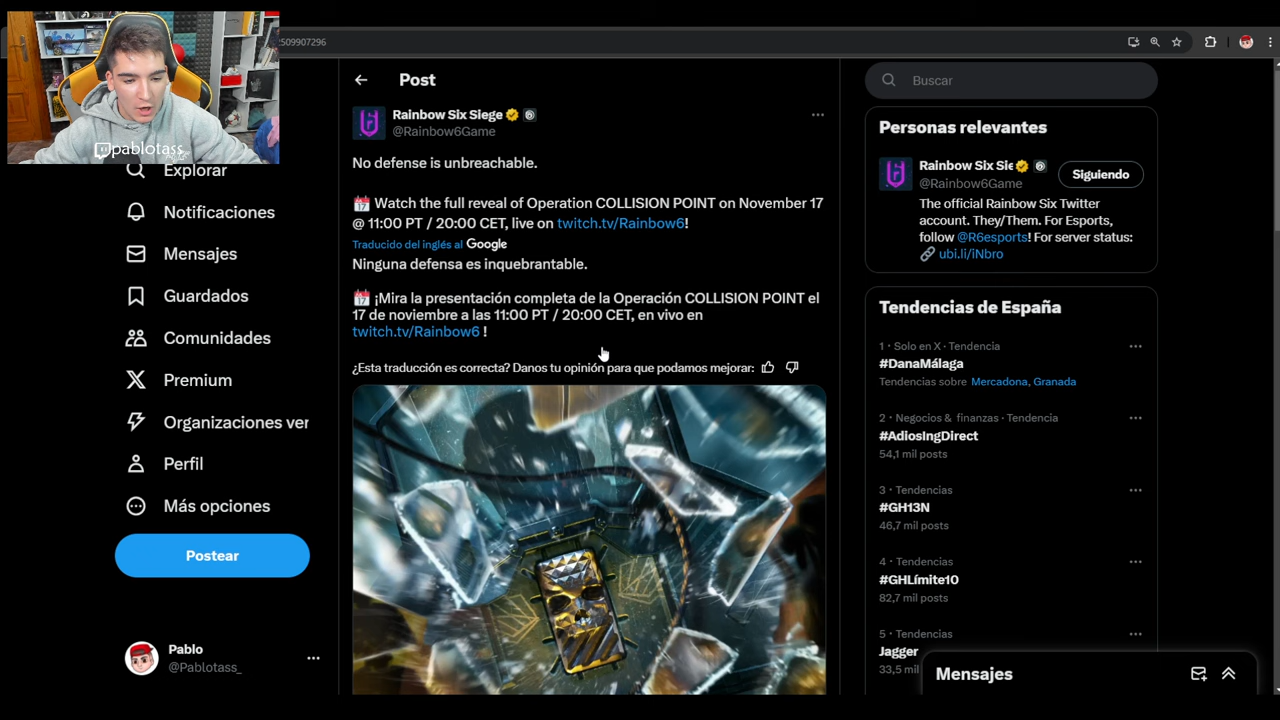 509907296
pablotass
Explorar
Notificaciones
Mensajes
Guardados
Comunidades
Premium
Organizaciones ver
Perfil
Más opciones
Postear
Pablo
@Pablotass_
Post
Rainbow Six Siege
@Rainbow6Game
No defense is unbreachable.
17 Watch the full reveal of Operation COLLISION POINT on November 17
@ 11:00 PT / 20:00 CET, live on twitch.tv/Rainbow6!
Traducido del inglés al Google
Ninguna defensa es inquebrantable.
17 ¡Mira la presentación completa de la Operación COLLISION POINT el
17 de noviembre a las 11:00 PT / 20:00 CET, en vivo en
twitch.tv/Rainbow6 !
¿Esta traducción es correcta? Danos tu opinión para que podamos mejorar:
Buscar
Personas relevantes
Rainbow Six Sie
@Rainbow6Game
Siguiendo
The official Rainbow Six Twitter
account. They/Them. For Esports,
follow @R6esports! For server status:
ubi.li/iNbro
Tendencias de España
1 · Solo en X · Tendencia
#DanaMálaga
Tendencias sobre Mercadona, Granada
2 · Negocios & finanzas · Tendencia
#AdiosIngDirect
54,1 mil posts
3 · Tendencias
#GH13N
46,7 mil posts
4 · Tendencias
#GHLímite10
82,7 mil posts
5 · Tendencias
Jagger
33,5 mil
Mensajes